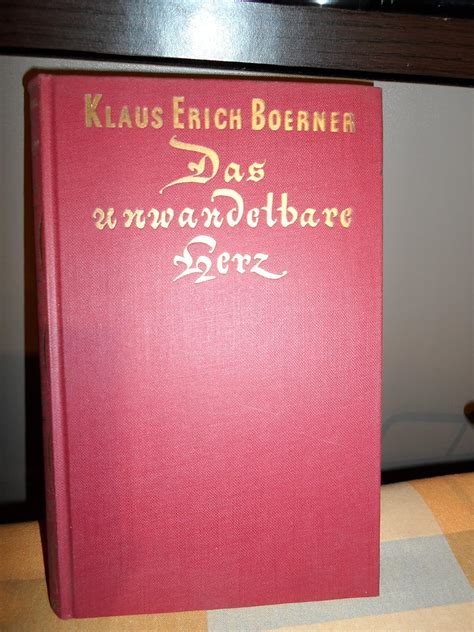 KLAUS ERICH BOERNER
Das
unwandelbare
Herz